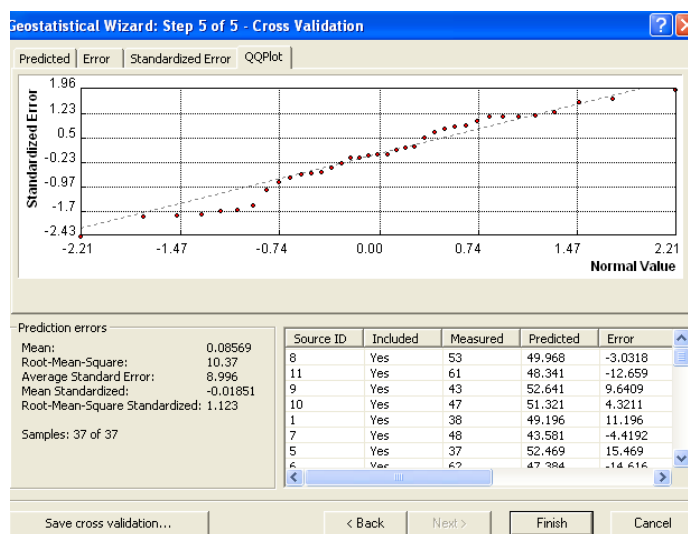 Geostatistical Wizard: Step 5 of 5 - Cross Validation
Predicted Error Standardized Error QQPlot
Standardized Error
1.96
1.23
0.5
-0.23
-0.97
-1.7
-2.43
-2.21 -1.47 -0.74 0.00 0.74 1.47 2.21
Normal Value
Prediction errors
Mean: 0.08569
Root-Mean-Square: 10.37
Average Standard Error: 8.996
Mean Standardized: -0.01851
Root-Mean-Square Standardized: 1.123
Samples: 37 of 37
Source ID Included Measured Predicted Error
8 Yes 53 49.968 -3.0318
11 Yes 61 48.341 -12.659
9 Yes 43 52.641 9.6409
10 Yes 47 51.321 4.3211
1 Yes 38 49.196 11.196
7 Yes 48 43.581 -4.4192
5 Yes 37 52.469 15.469
6 Yes 62 47.384 -14.616
Save cross validation... < Back Next > Finish Cancel